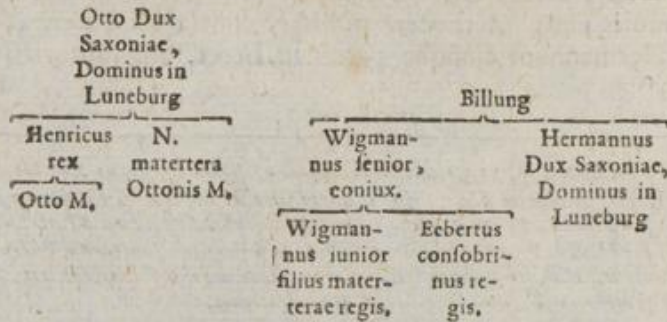 Otto Dux
Saxoniae,
Dominus in
Luneburg
Henricus
rex
Otto M.
N.
matertera
Ottonis M.
Billung
Wigman-
nus ſenior,
coniux.
Wigman-
nus iunior
filius mater-
terae regis.
Ecbertus
conſobri-
nus re-
gis.
Hermannus
Dux Saxoniae,
Dominus in
Luneburg